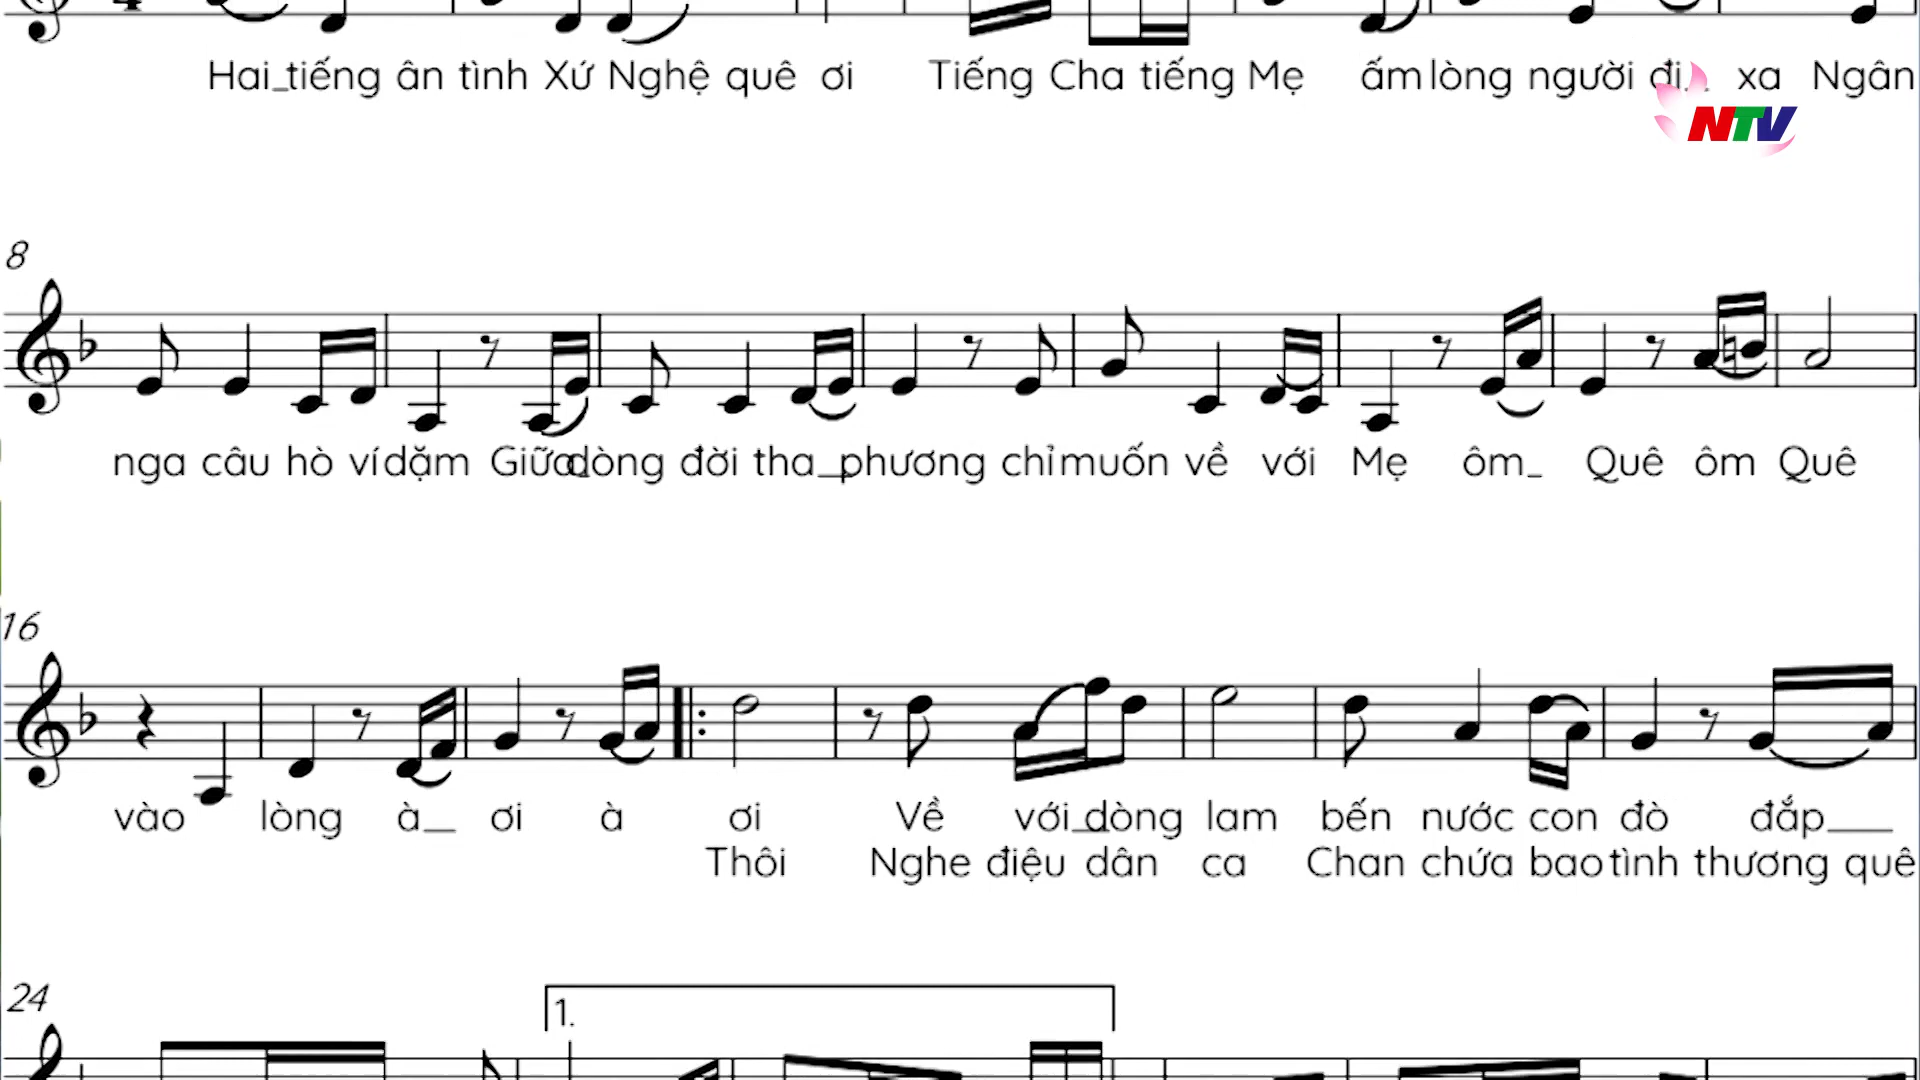 Hai_tiếng ân tình Xứ Nghệ quê ơi Tiếng Cha tiếng Mẹ ấm lòng người đi xa Ngân
NTV
8
nga câu hò ví dặm Giữa_dòng đời tha_phương chỉ muốn về với Mẹ ôm_ Quê ôm Quê
16
vào lòng à_ ơi à ơi Về với_dòng lam bến nước con đò đắp_
Thôi Nghe điệu dân ca Chan chứa bao tình thương quê
24
1.